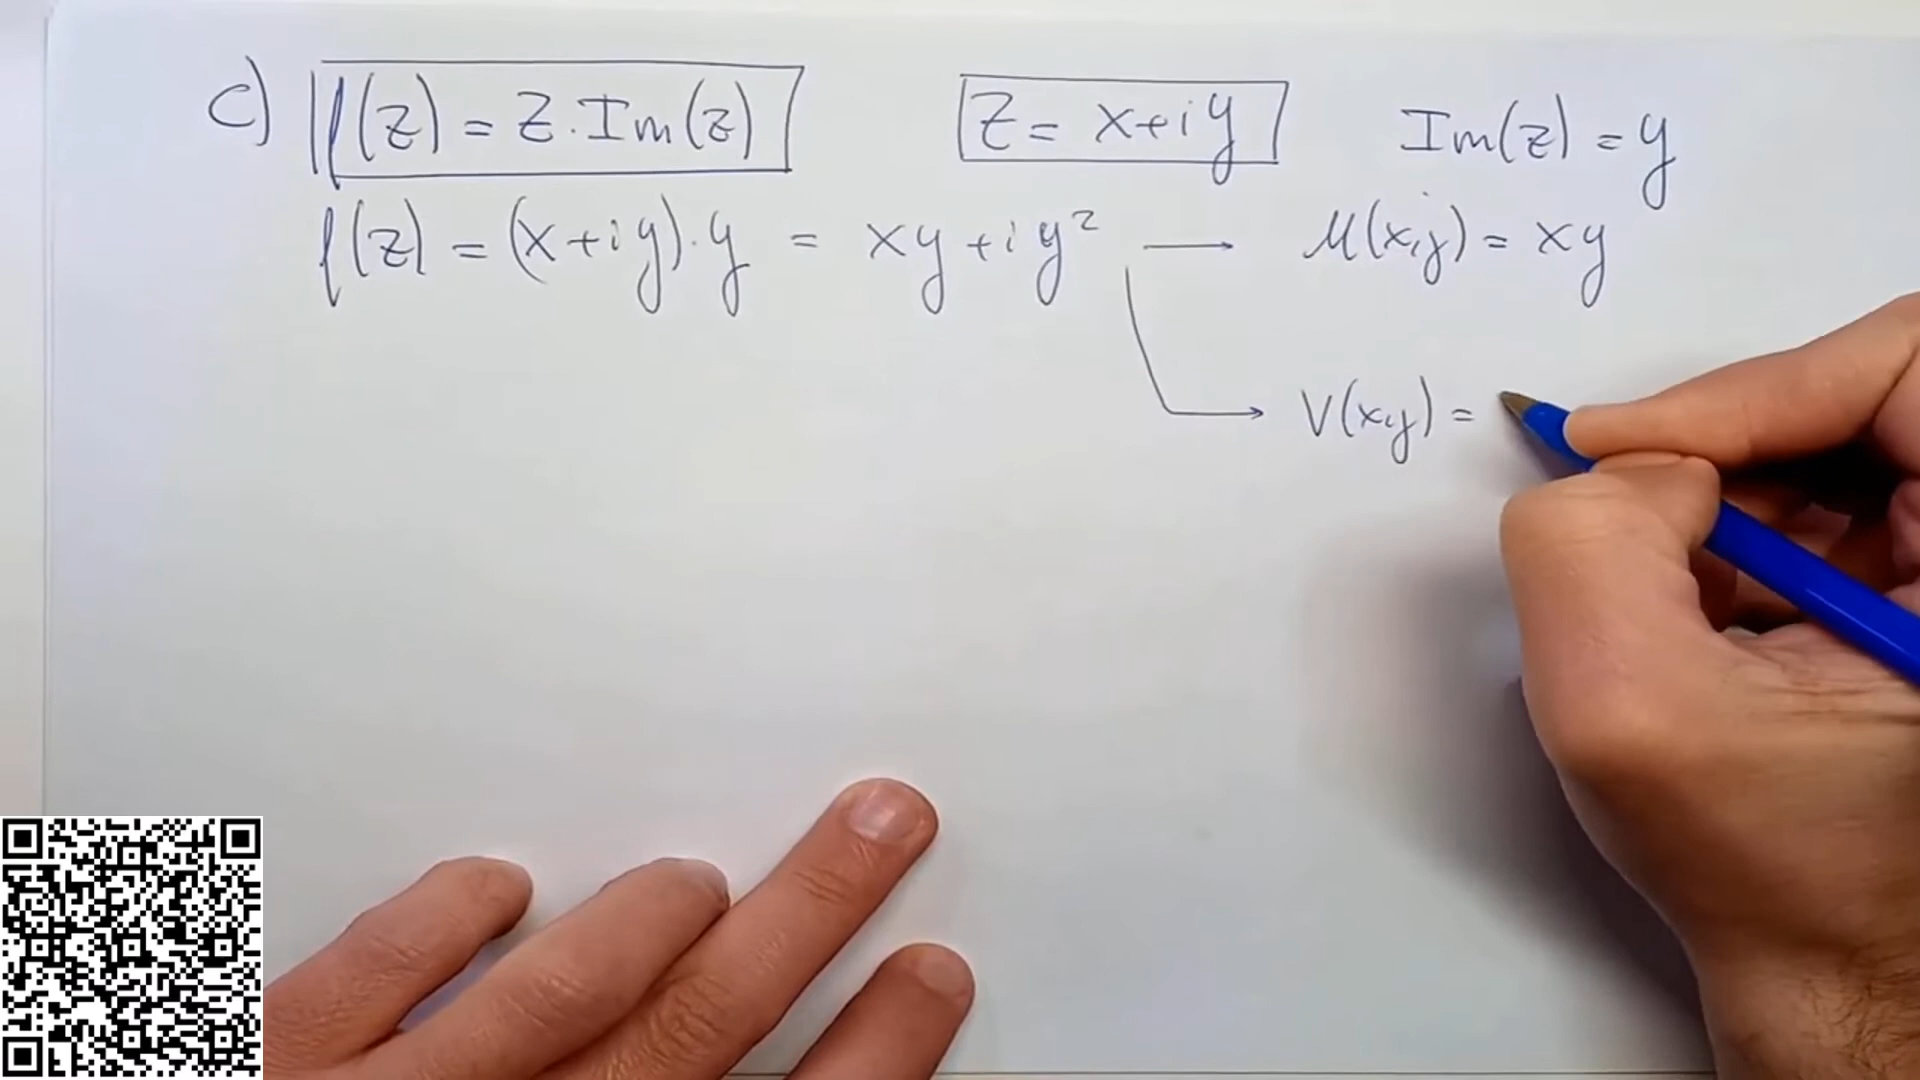 c) f(z) = z·Im(z) z = x+iy Im(z) = y
f(z) = (x+iy)·y = xy+iy² → u(x,y) = xy
→ v(x,y) =